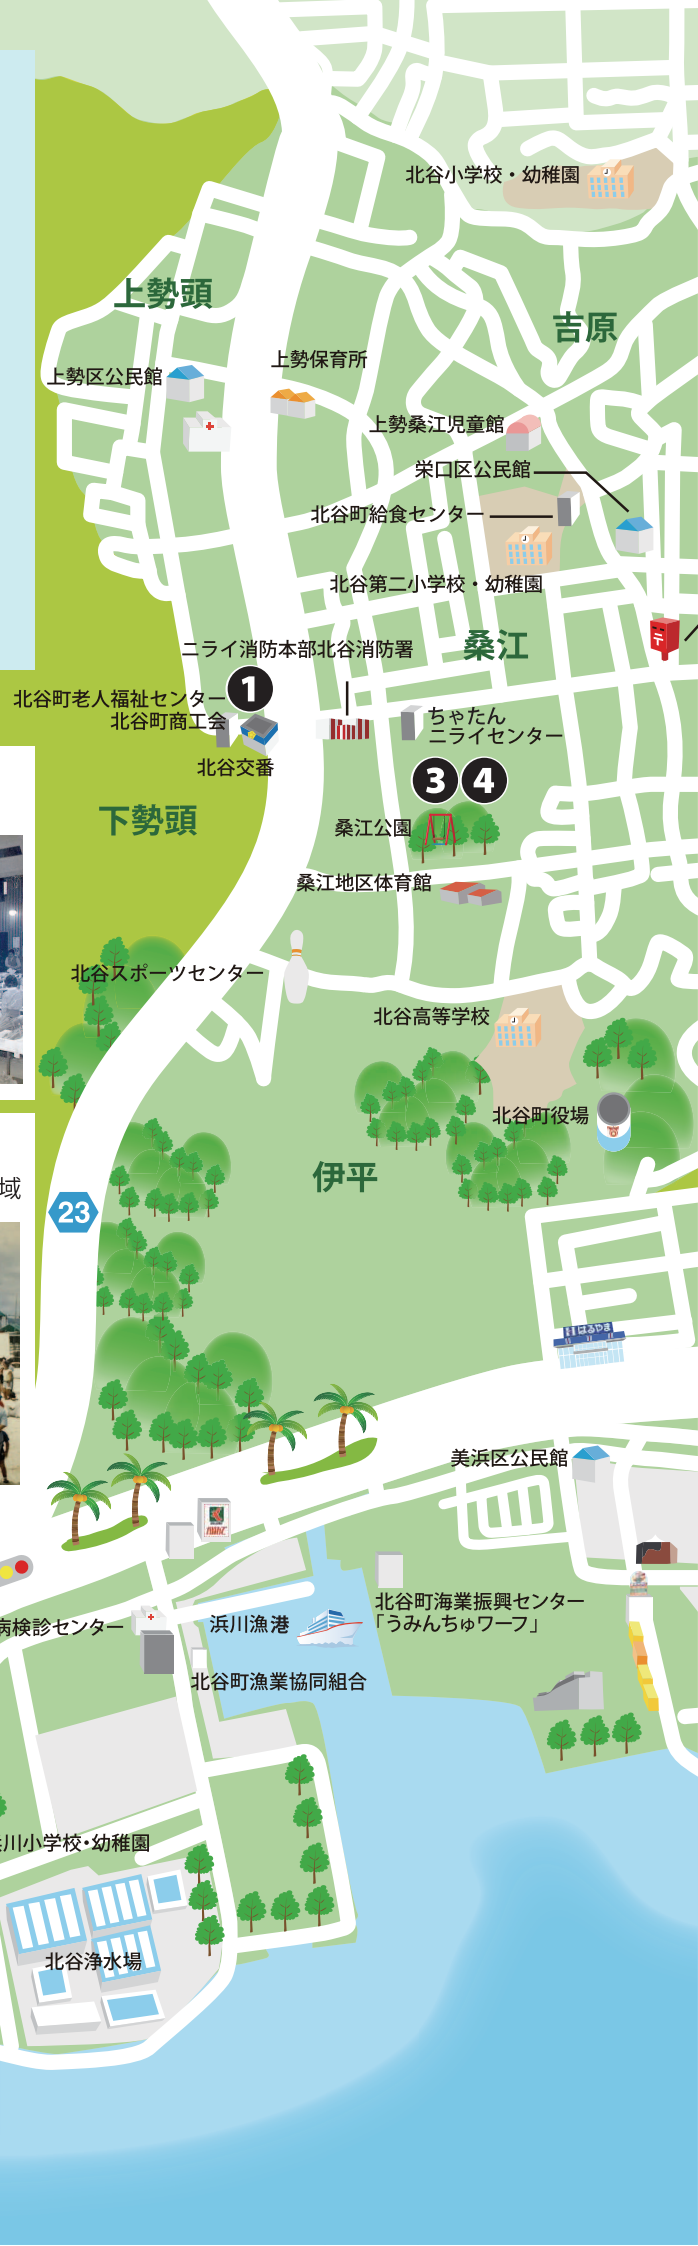 北谷小学校・幼稚園
上勢頭
吉原
上勢保育所
上勢区公民館
上勢桑江児童館
栄口区公民館
北谷町給食センター
北谷第二小学校・幼稚園
桑江
ニライ消防本部北谷消防署
1
北谷町老人福祉センター
北谷町商工会
ちゃたん
ニライセンター
北谷交番
3 4
下勢頭
桑江公園
桑江地区体育館
北谷スポーツセンター
北谷高等学校
北谷町役場
伊平
域
23
はるやま
美浜区公民館
北谷町海業振興センター
「うみんちゅワーフ」
病検診センター
浜川漁港
北谷町漁業協同組合
川小学校・幼稚園
北谷浄水場